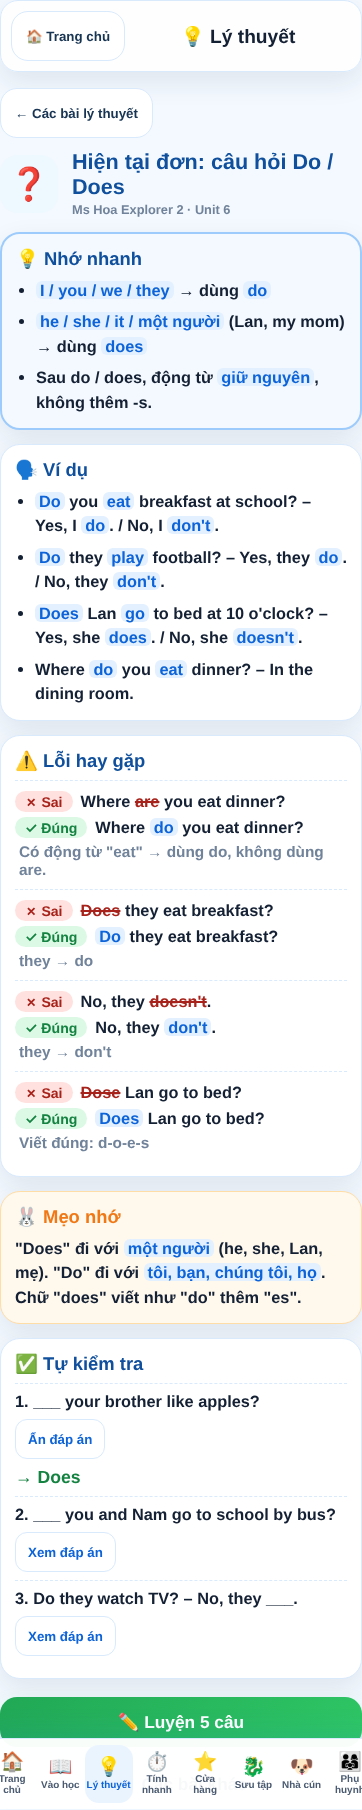 🏠 Trang chủ
💡 Lý thuyết
← Các bài lý thuyết
❓ Hiện tại đơn: câu hỏi Do /
Does
Ms Hoa Explorer 2 · Unit 6
💡 Nhớ nhanh
• I / you / we / they → dùng do
• he / she / it / một người (Lan, my mom)
→ dùng does
• Sau do / does, động từ giữ nguyên ,
không thêm -s.
🗣️ Ví dụ
• Do you eat breakfast at school? –
Yes, I do . / No, I don't .
• Do they play football? – Yes, they do .
/ No, they don't .
• Does Lan go to bed at 10 o'clock? –
Yes, she does . / No, she doesn't .
• Where do you eat dinner? – In the
dining room.
⚠️ Lỗi hay gặp
✕ Sai Where are you eat dinner?
✓ Đúng Where do you eat dinner?
Có động từ "eat" → dùng do, không dùng
are.
✕ Sai Does they eat breakfast?
✓ Đúng Do they eat breakfast?
they → do
✕ Sai No, they doesn't.
✓ Đúng No, they don't .
they → don't
✕ Sai Dose Lan go to bed?
✓ Đúng Does Lan go to bed?
Viết đúng: d-o-e-s
🐰 Mẹo nhớ
"Does" đi với một người (he, she, Lan,
mẹ). "Do" đi với tôi, bạn, chúng tôi, họ .
Chữ "does" viết như "do" thêm "es".
✅ Tự kiểm tra
1. ___ your brother like apples?
Ẩn đáp án
→ Does
2. ___ you and Nam go to school by bus?
Xem đáp án
3. Do they watch TV? – No, they ___.
Xem đáp án
✏️ Luyện 5 câu
Trang chủ
Vào học
Lý thuyết
Tính nhanh
Cửa hàng
Sưu tập
Nhà cún
Phụ huynh